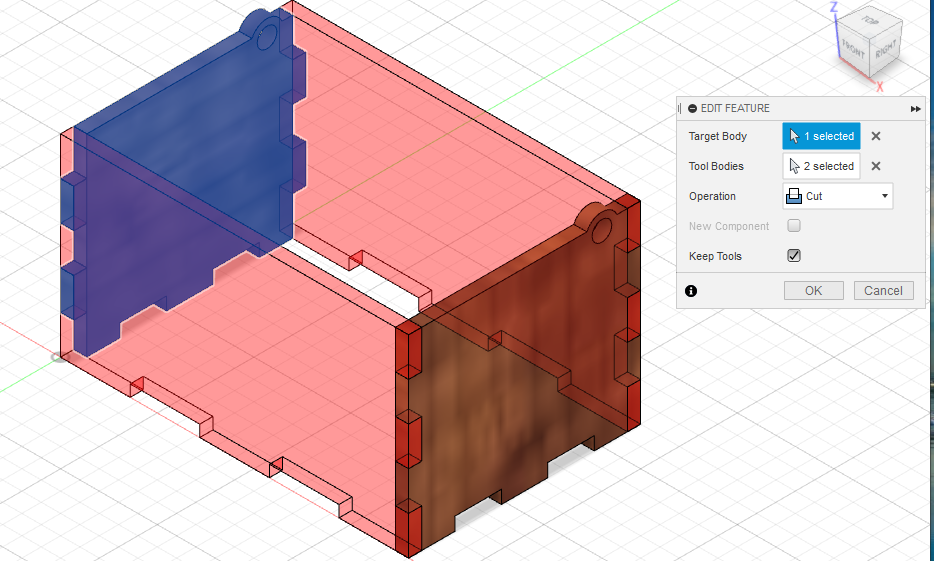 Z
TOP
FRONT
RIGHT
X
EDIT FEATURE
Target Body
1 selected
Tool Bodies
2 selected
Operation
Cut
New Component
Keep Tools
OK
Cancel